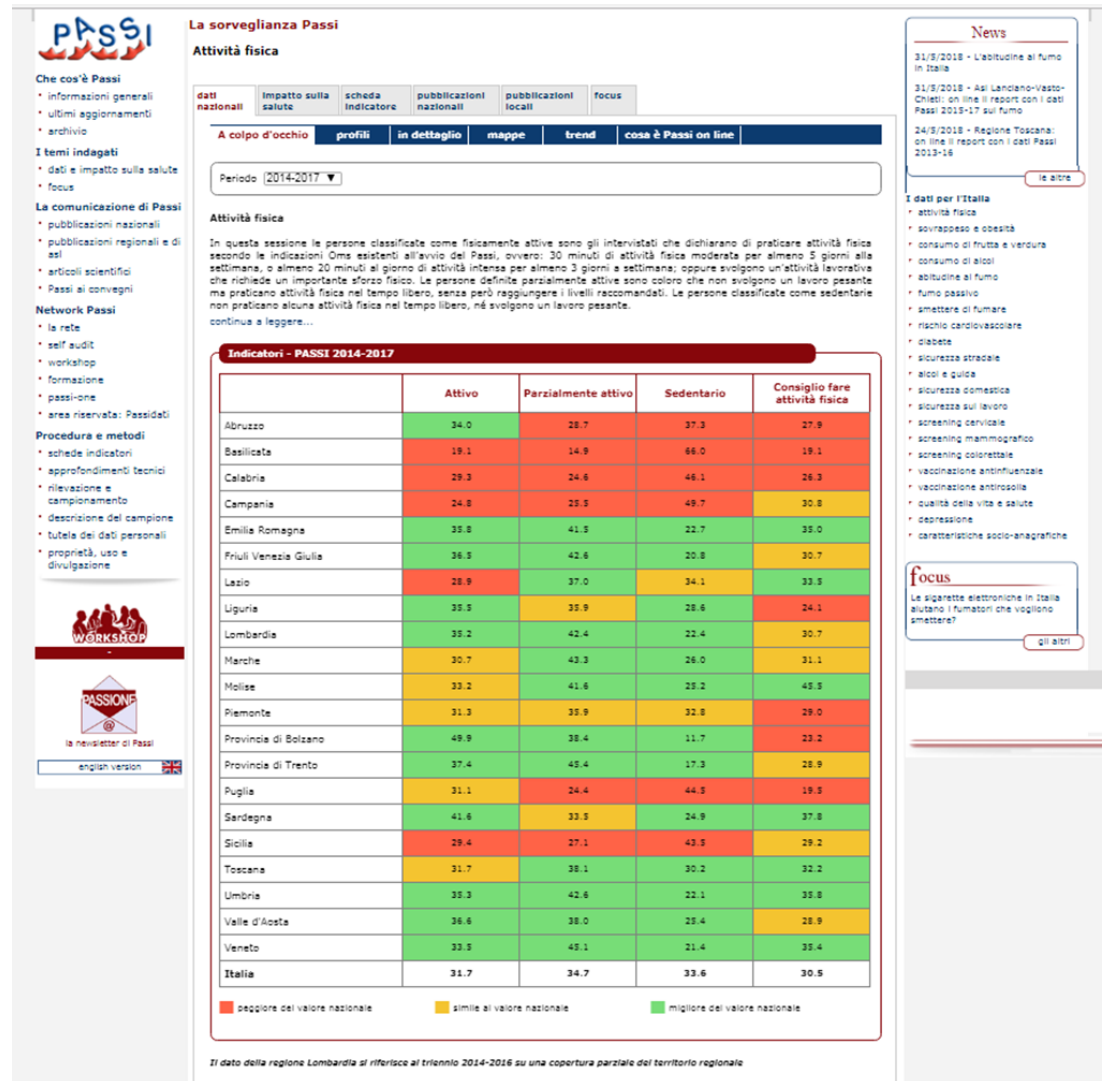 PASSI
Che cos'è Passi
informazioni generali
ultimi aggiornamenti
archivio
I temi indagati
dati e impatto sulla salute
focus
La comunicazione di Passi
pubblicazioni nazionali
pubblicazioni regionali e di
asl
articoli scientifici
Passi ai convegni
Network Passi
la rete
self audit
workshop
formazione
passi-one
area riservata: Passidati
Procedura e metodi
schede indicatori
approfondimenti tecnici
rilevazione e
campionamento
descrizione del campione
tutela dei dati personali
proprietà, uso e
divulgazione
WORKSHOP
-
PASSIONE
@
la newsletter di Passi
english version
La sorveglianza Passi
Attività fisica
dati nazionali
impatto sulla salute
scheda indicatore
pubblicazioni nazionali
pubblicazioni locali
focus
A colpo d'occhio profili in dettaglio mappe trend cosa è Passi on line
Periodo 2014-2017 ▼
Attività fisica
In questa sessione le persone classificate come fisicamente attive sono gli intervistati che dichiarano di praticare attività fisica
secondo le indicazioni Oms esistenti all'avvio del Passi, ovvero: 30 minuti di attività fisica moderata per almeno 5 giorni alla
settimana, o almeno 20 minuti al giorno di attività intensa per almeno 3 giorni a settimana; oppure svolgono un'attività lavorativa
che richiede un importante sforzo fisico. Le persone definite parzialmente attive sono coloro che non svolgono un lavoro pesante
ma praticano attività fisica nel tempo libero, senza però raggiungere i livelli raccomandati. Le persone classificate come sedentarie
non praticano alcuna attività fisica nel tempo libero, né svolgono un lavoro pesante.
continua a leggere...
Indicatori - PASSI 2014-2017
Attivo Parzialmente attivo Sedentario Consiglio fare attività fisica
Abruzzo 34.0 28.7 37.3 27.9
Basilicata 19.1 14.9 66.0 19.1
Calabria 29.3 24.6 46.1 26.3
Campania 24.8 25.5 49.7 30.8
Emilia Romagna 35.8 41.5 22.7 35.0
Friuli Venezia Giulia 36.5 42.6 20.8 30.7
Lazio 28.9 37.0 34.1 33.5
Liguria 35.5 35.9 28.6 24.1
Lombardia 35.2 42.4 22.4 30.7
Marche 30.7 43.3 26.0 31.1
Molise 33.2 41.6 25.2 45.5
Piemonte 31.3 35.9 32.8 29.0
Provincia di Bolzano 49.9 38.4 11.7 23.2
Provincia di Trento 37.4 45.4 17.3 28.9
Puglia 31.1 24.4 44.5 19.5
Sardegna 41.6 33.5 24.9 37.8
Sicilia 29.4 27.1 43.5 29.2
Toscana 31.7 38.1 30.2 32.2
Umbria 35.3 42.6 22.1 35.8
Valle d'Aosta 36.6 38.0 25.4 28.9
Veneto 33.5 45.1 21.4 35.4
Italia 31.7 34.7 33.6 30.5
peggiore del valore nazionale simile al valore nazionale migliore del valore nazionale
Il dato della regione Lombardia si riferisce al triennio 2014-2016 su una copertura parziale del territorio regionale
News
31/5/2018 - L'abitudine al fumo
in Italia
31/5/2018 - Asl Lanciano-Vasto-
Chieti: on line il report con i dati
Passi 2015-17 sul fumo
24/5/2018 - Regione Toscana:
on line il report con i dati Passi
2013-16
le altre
I dati per l'Italia
attività fisica
sovrappeso e obesità
consumo di frutta e verdura
consumo di alcol
abitudine al fumo
fumo passivo
smettere di fumare
rischio cardiovascolare
diabete
sicurezza stradale
alcol e guida
sicurezza domestica
sicurezza sul lavoro
screening cervicale
screening mammografico
screening colorettale
vaccinazione antinfluenzale
vaccinazione antirosolia
qualità della vita e salute
depressione
caratteristiche socio-anagrafiche
focus
Le sigarette elettroniche in Italia
aiutano i fumatori che vogliono
smettere?
gli altri